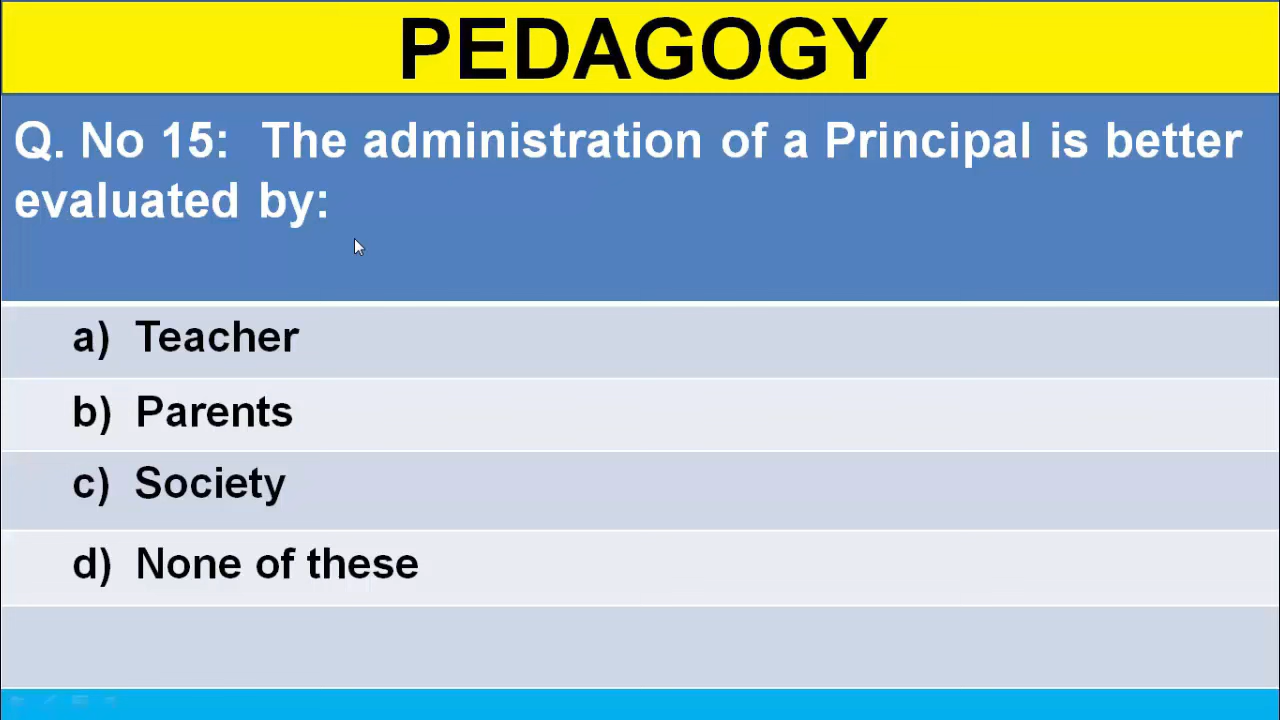 PEDAGOGY
Q. No 15: The administration of a Principal is better
evaluated by:
a) Teacher
b) Parents
c) Society
d) None of these